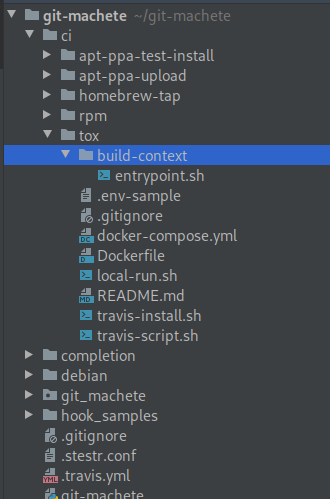 git-machete ~/git-machete
ci
apt-ppa-test-install
apt-ppa-upload
homebrew-tap
rpm
tox
build-context
entrypoint.sh
.env-sample
.gitignore
docker-compose.yml
Dockerfile
local-run.sh
README.md
travis-install.sh
travis-script.sh
completion
debian
git_machete
hook_samples
.gitignore
.stestr.conf
.travis.yml
git-machete